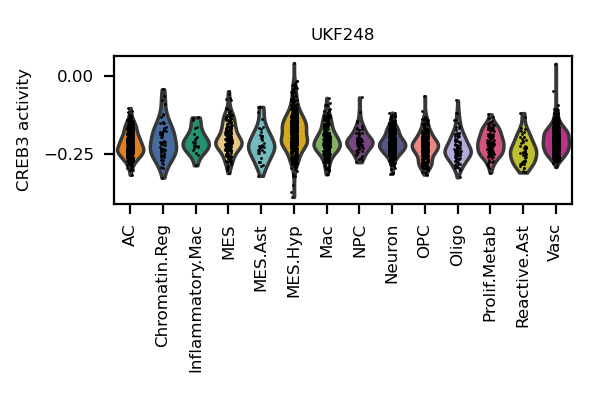 UKF248
CREB3 activity
0.00
−0.25
AC
Chromatin.Reg
Inflammatory.Mac
MES
MES.Ast
MES.Hyp
Mac
NPC
Neuron
OPC
Oligo
Prolif.Metab
Reactive.Ast
Vasc